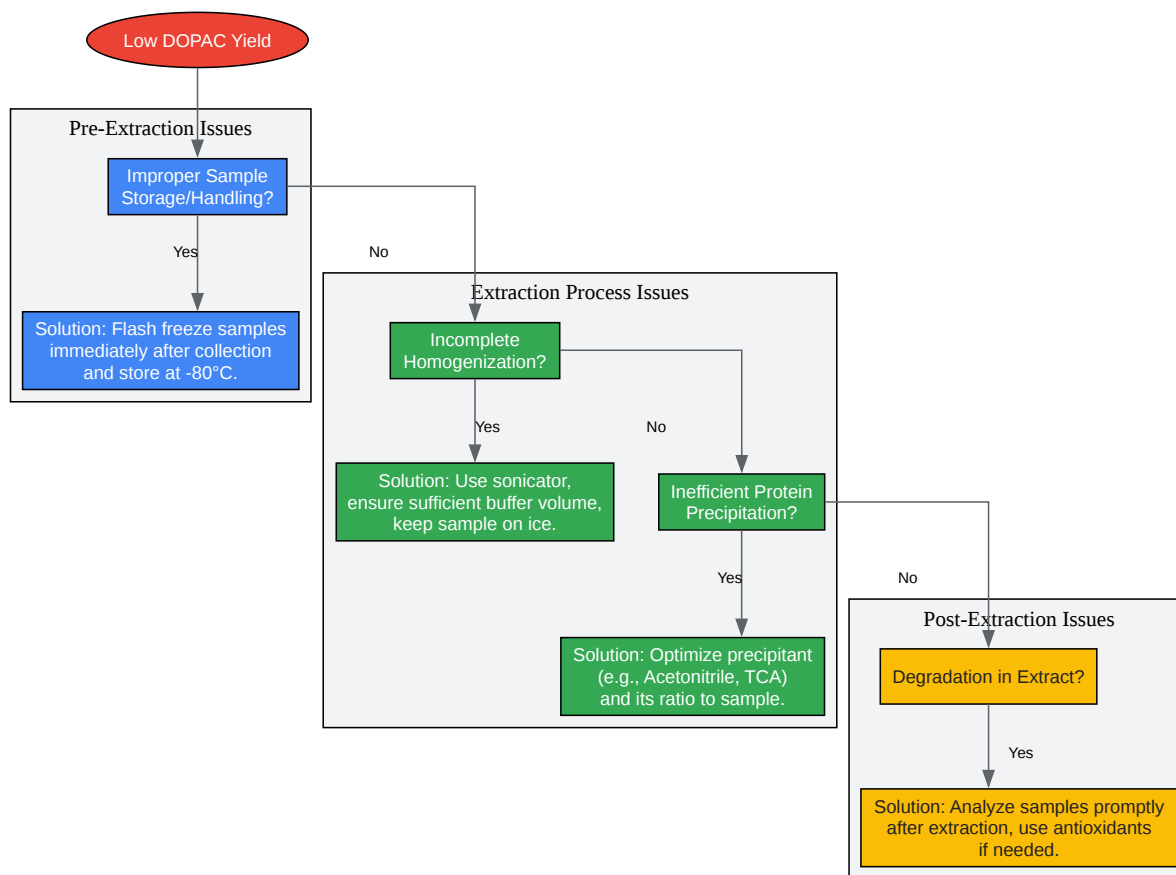 Low DOPAC Yield
Pre-Extraction Issues
Improper Sample
Storage/Handling?
Yes
No
Solution: Flash freeze samples
immediately after collection
and store at -80°C.
Extraction Process Issues
Incomplete
Homogenization?
Yes
No
Solution: Use sonicator,
ensure sufficient buffer volume,
keep sample on ice.
Inefficient Protein
Precipitation?
Yes
No
Solution: Optimize precipitant
(e.g., Acetonitrile, TCA)
and its ratio to sample.
Post-Extraction Issues
Degradation in Extract?
Yes
Solution: Analyze samples promptly
after extraction, use antioxidants
if needed.